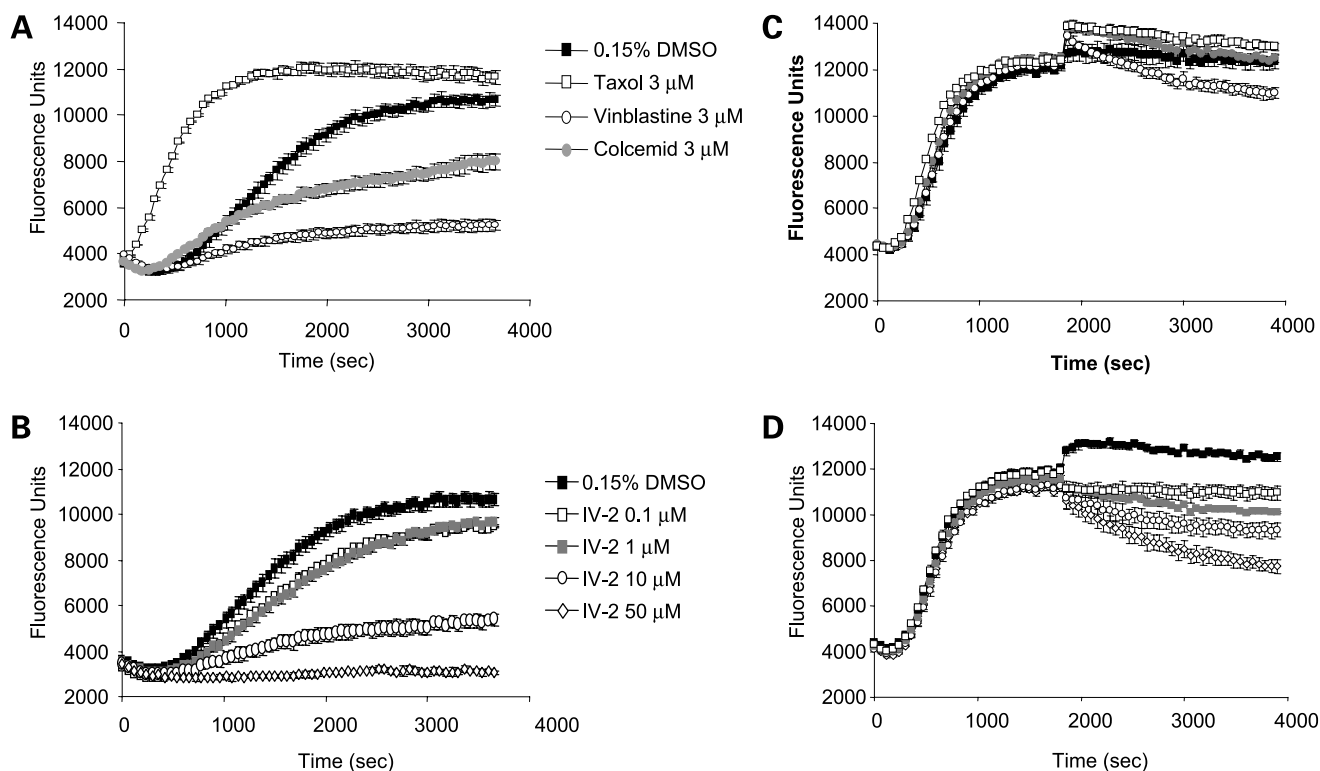 A
14000
12000
10000
8000
6000
4000
2000
Fluorescence Units
0
1000
2000
3000
4000
Time (sec)
0.15% DMSO
Taxol 3 μM
Vinblastine 3 μM
Colcemid 3 μM
C
14000
12000
10000
8000
6000
4000
2000
Fluorescence Units
0
1000
2000
3000
4000
Time (sec)
B
14000
12000
10000
8000
6000
4000
2000
Fluorescence Units
0
1000
2000
3000
4000
Time (sec)
0.15% DMSO
IV-2 0.1 μM
IV-2 1 μM
IV-2 10 μM
IV-2 50 μM
D
14000
12000
10000
8000
6000
4000
2000
Fluorescence Units
0
1000
2000
3000
4000
Time (sec)